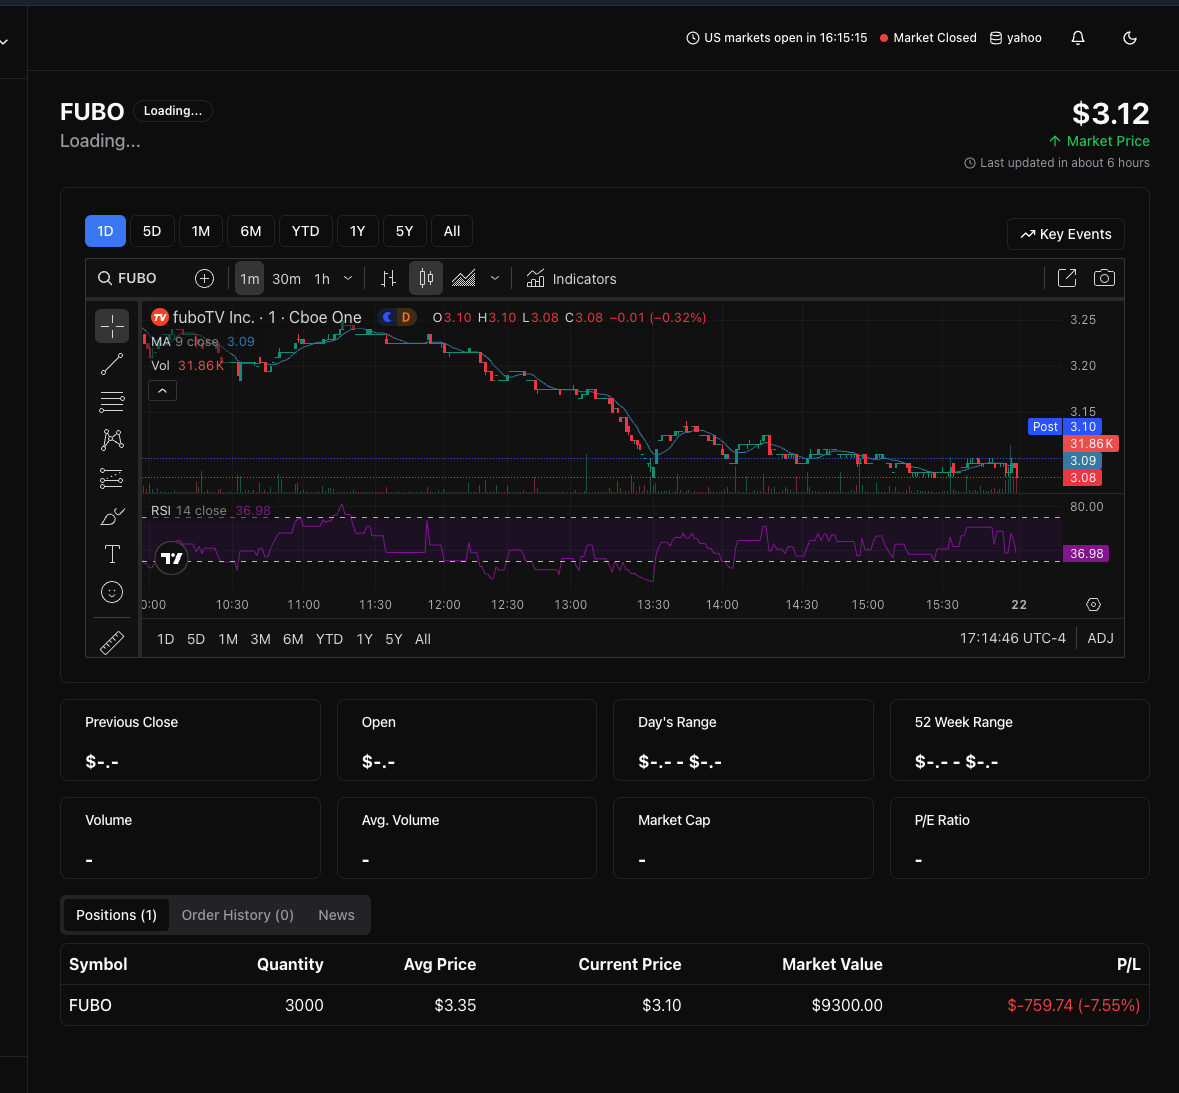 US markets open in 16:15:15 Market Closed yahoo
FUBO Loading...
Loading...
$3.12
Market Price
Last updated in about 6 hours
1D 5D 1M 6M YTD 1Y 5Y All
Key Events
FUBO 1m 30m 1h Indicators
fuboTV Inc. · 1 · Cboe One D O3.10 H3.10 L3.08 C3.08 −0.01 (−0.32%)
MA 9 close 3.09
Vol 31.86K
3.25
3.20
3.15
Post 3.10
31.86K
3.09
3.08
RSI 14 close 36.98
80.00
36.98
0:00 10:30 11:00 11:30 12:00 12:30 13:00 13:30 14:00 14:30 15:00 15:30 22
1D 5D 1M 3M 6M YTD 1Y 5Y All 17:14:46 UTC-4 ADJ
Previous Close Open Day's Range 52 Week Range
$-.- $-.- $-.- - $-.- $-.- - $-.-
Volume Avg. Volume Market Cap P/E Ratio
- - - -
Positions (1) Order History (0) News
Symbol Quantity Avg Price Current Price Market Value P/L
FUBO 3000 $3.35 $3.10 $9300.00 $-759.74 (-7.55%)